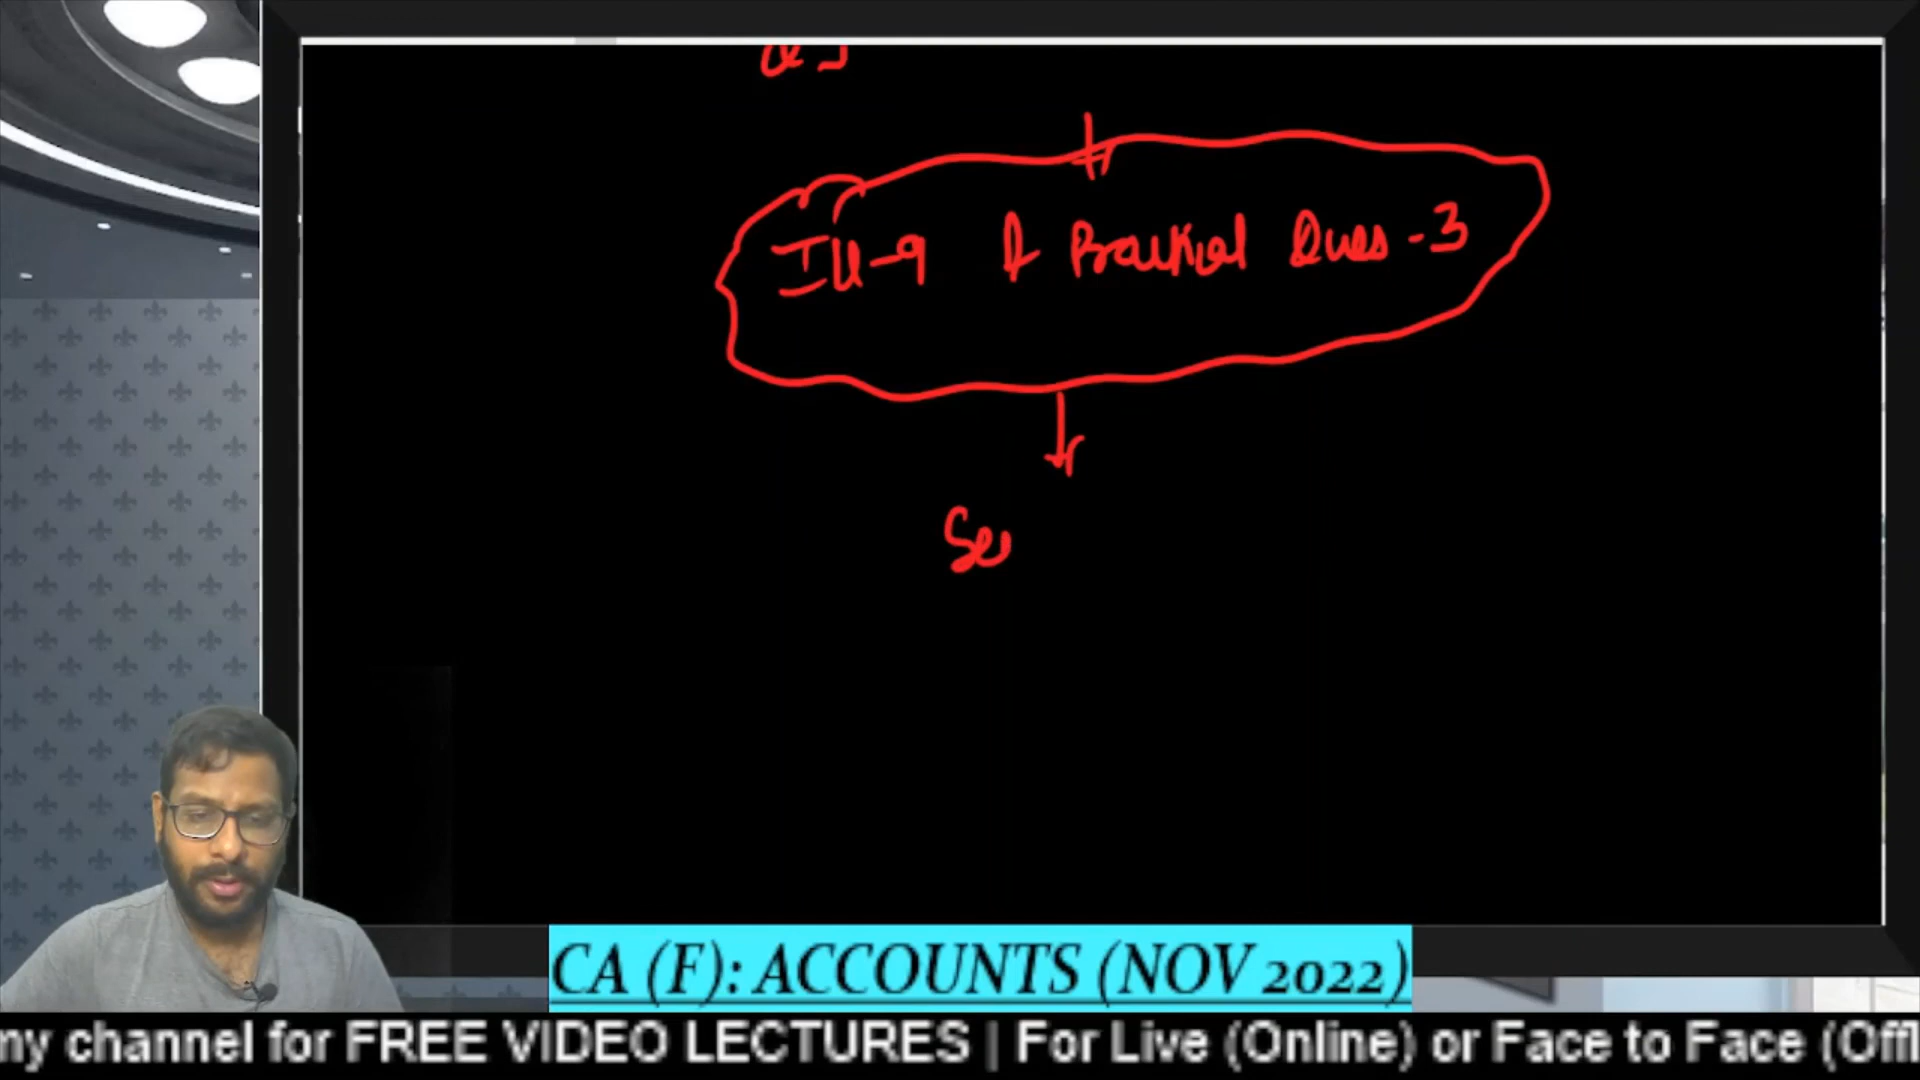 Ill-9 & Practical Ques-3
Se
CA (F): ACCOUNTS (NOV 2022)
my channel for FREE VIDEO LECTURES | For Live (Online) or Face to Face (Offl